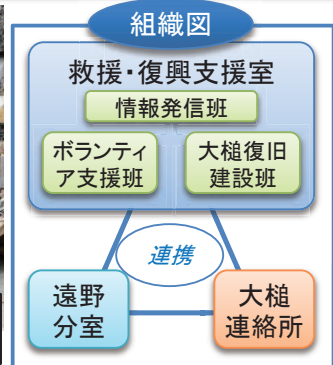 組織図
救援・復興支援室
情報発信班
ボランティ
ア支援班
大槌復旧
建設班
連携
遠野
分室
大槌
連絡所